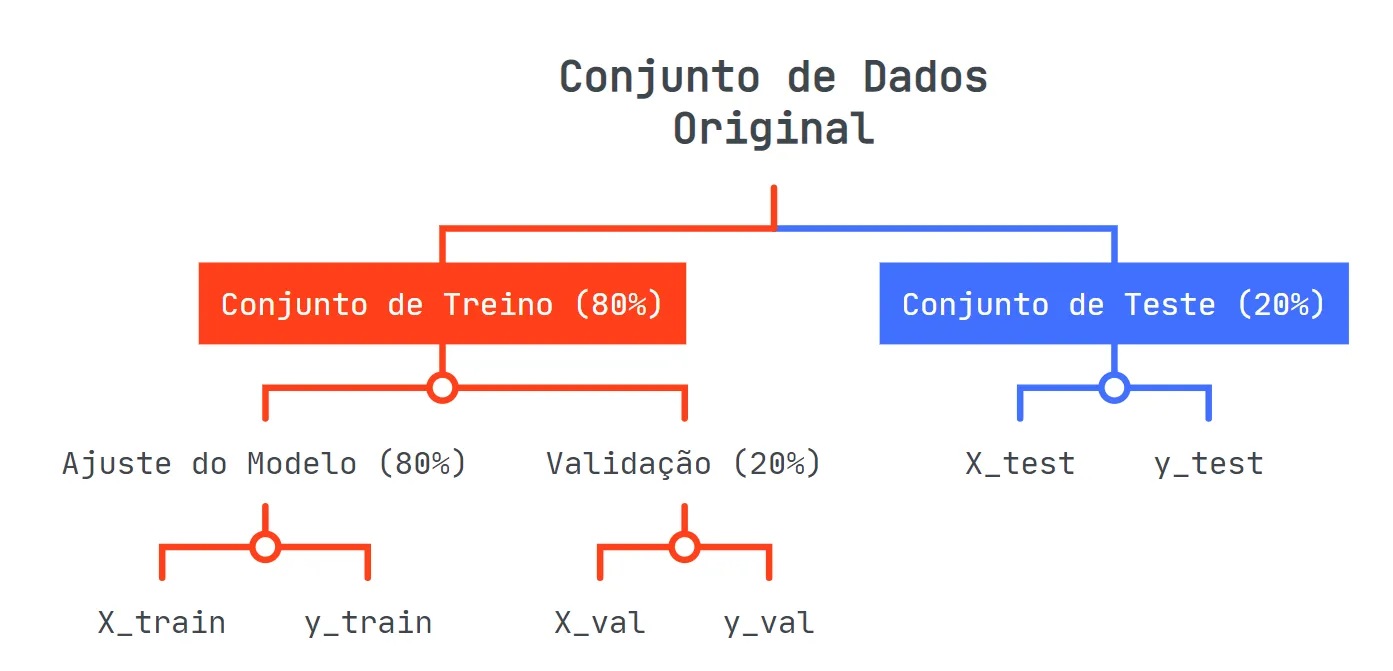 Conjunto de Dados
Original
Conjunto de Treino (80%)
Conjunto de Teste (20%)
Ajuste do Modelo (80%)
Validação (20%)
X_test
y_test
X_train
y_train
X_val
y_val